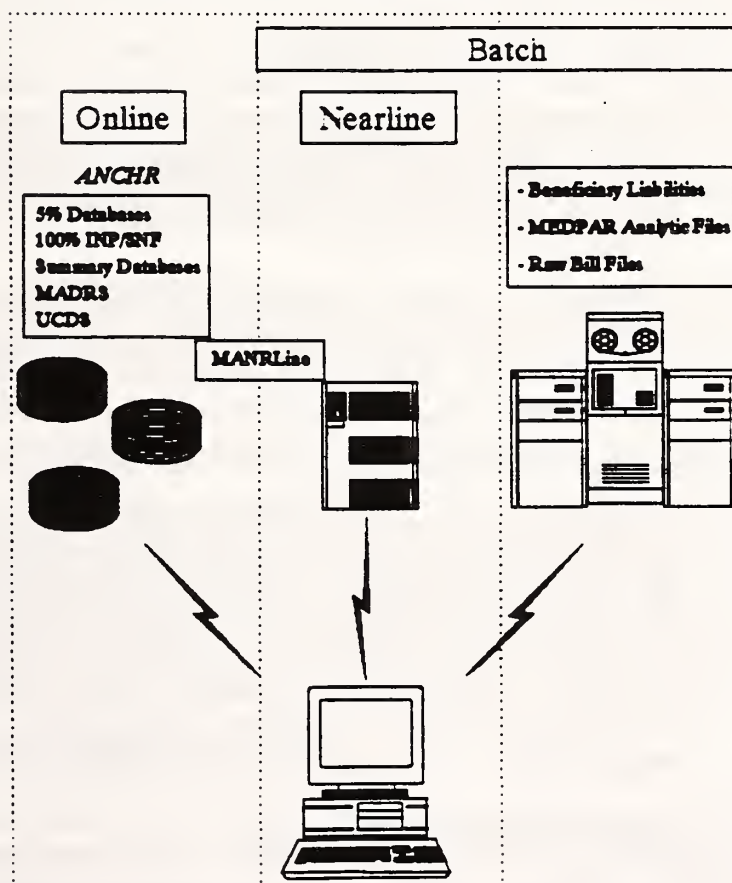 Batch
Online
Nearline
ANCHR
5% Databases
100% INP/SNF
Summary Databases
MADRS
UCDS
- Beneficiary Liabilities
- MEDPAR Analytic Files
- Raw Bill Files
MANRLine